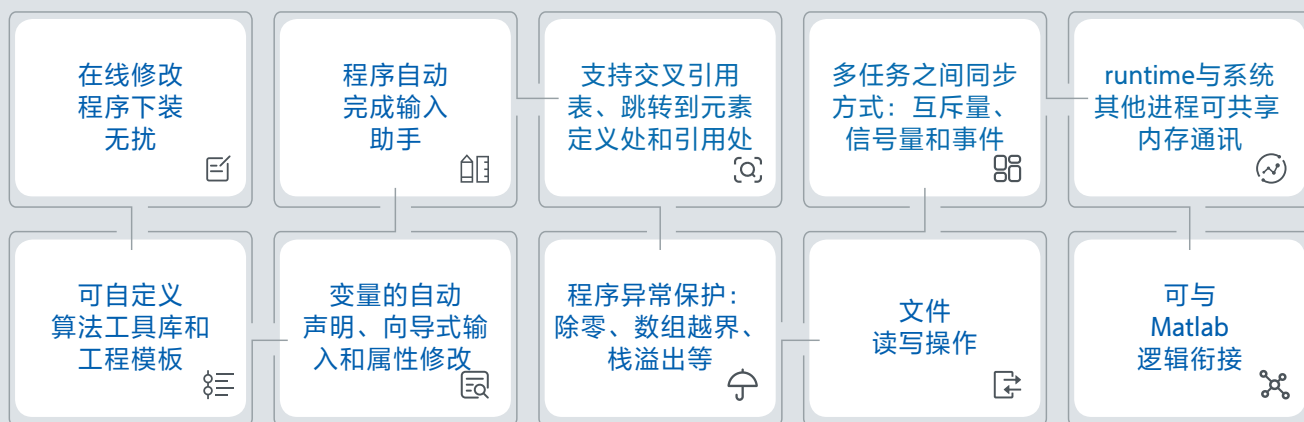 在线修改
程序下装
无扰
程序自动
完成输入
助手
支持交叉引用
表、跳转到元素
定义处和引用处
多任务之间同步
方式：互斥量、
信号量和事件
runtime与系统
其他进程可共享
内存通讯
可自定义
算法工具库和
工程模板
变量的自动
声明、向导式输
入和属性修改
程序异常保护：
除零、数组越界、
栈溢出等
文件
读写操作
可与
Matlab
逻辑衔接